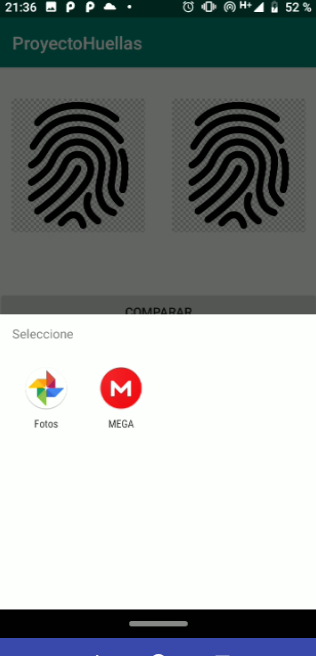 21:36 H+ 52 %
ProyectoHuellas
COMPARAR
Seleccione
Fotos MEGA